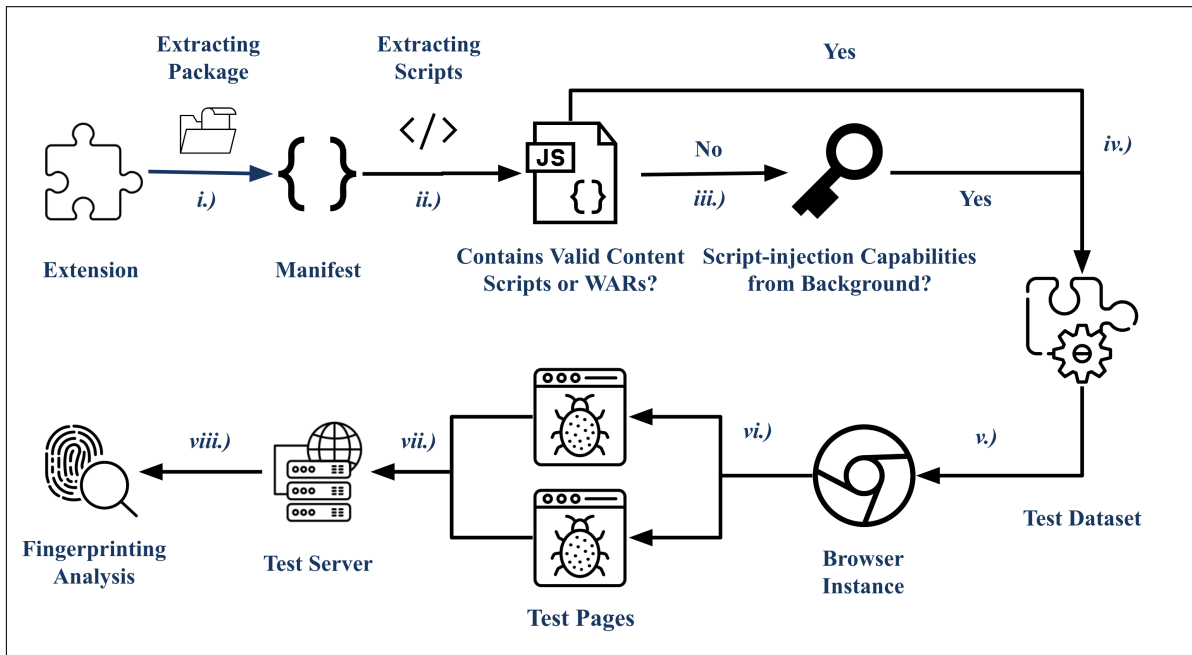 Extracting
Package
Extracting
Scripts
Yes
i.)
ii.)
JS
{ }
No
iii.)
Yes
iv.)
Extension
Manifest
Contains Valid Content
Scripts or WARs?
Script-injection Capabilities
from Background?
viii.)
vii.)
vi.)
v.)
Fingerprinting
Analysis
Test Server
Test Pages
Browser
Instance
Test Dataset